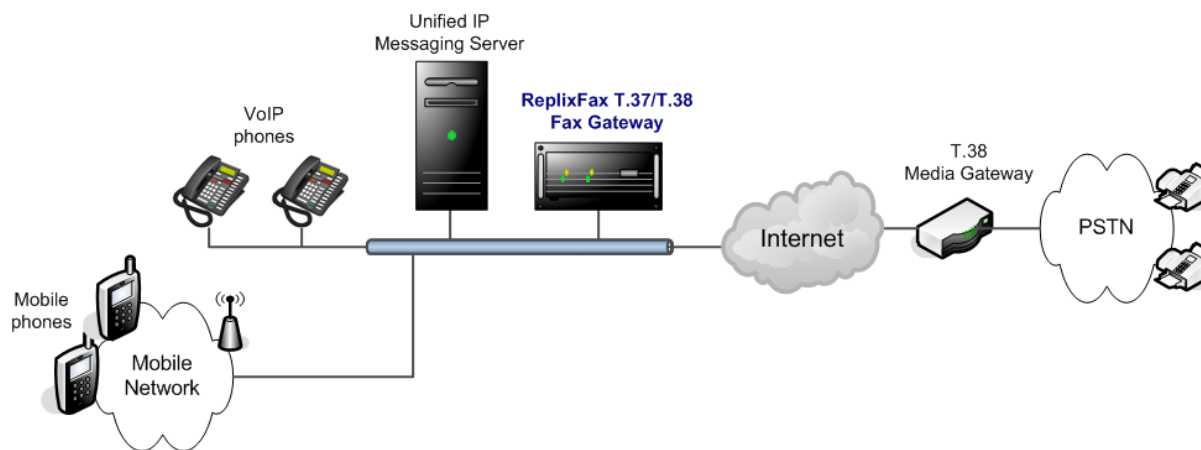 Unified IP
Messaging Server
ReplixFax T.37/T.38
Fax Gateway
VoIP
phones
T.38
Media Gateway
Internet
PSTN
Mobile
phones
Mobile
Network